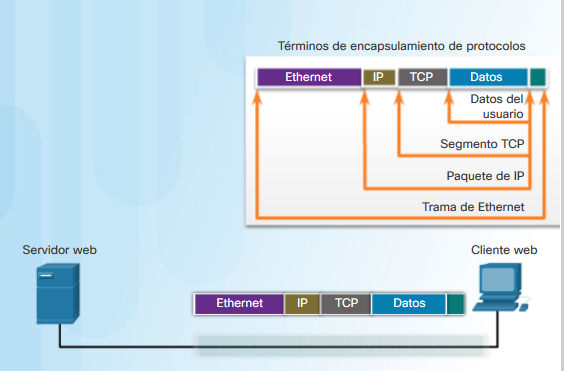 Términos de encapsulamiento de protocolos
Ethernet IP TCP Datos
Datos del
usuario
Segmento TCP
Paquete de IP
Trama de Ethernet
Servidor web
Cliente web
Ethernet IP TCP Datos